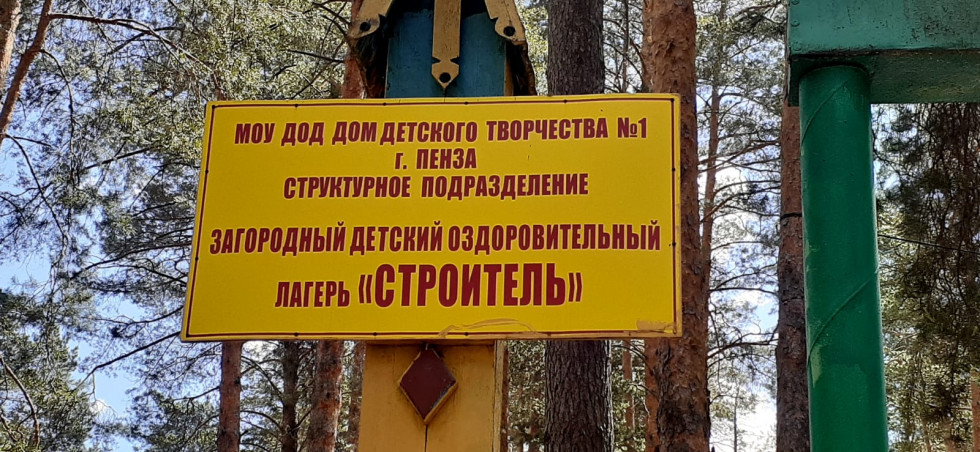 МОУ ДОД ДОМ ДЕТСКОГО ТВОРЧЕСТВА №1
г. ПЕНЗА
СТРУКТУРНОЕ ПОДРАЗДЕЛЕНИЕ
ЗАГОРОДНЫЙ ДЕТСКИЙ ОЗДОРОВИТЕЛЬНЫЙ
ЛАГЕРЬ «СТРОИТЕЛЬ»